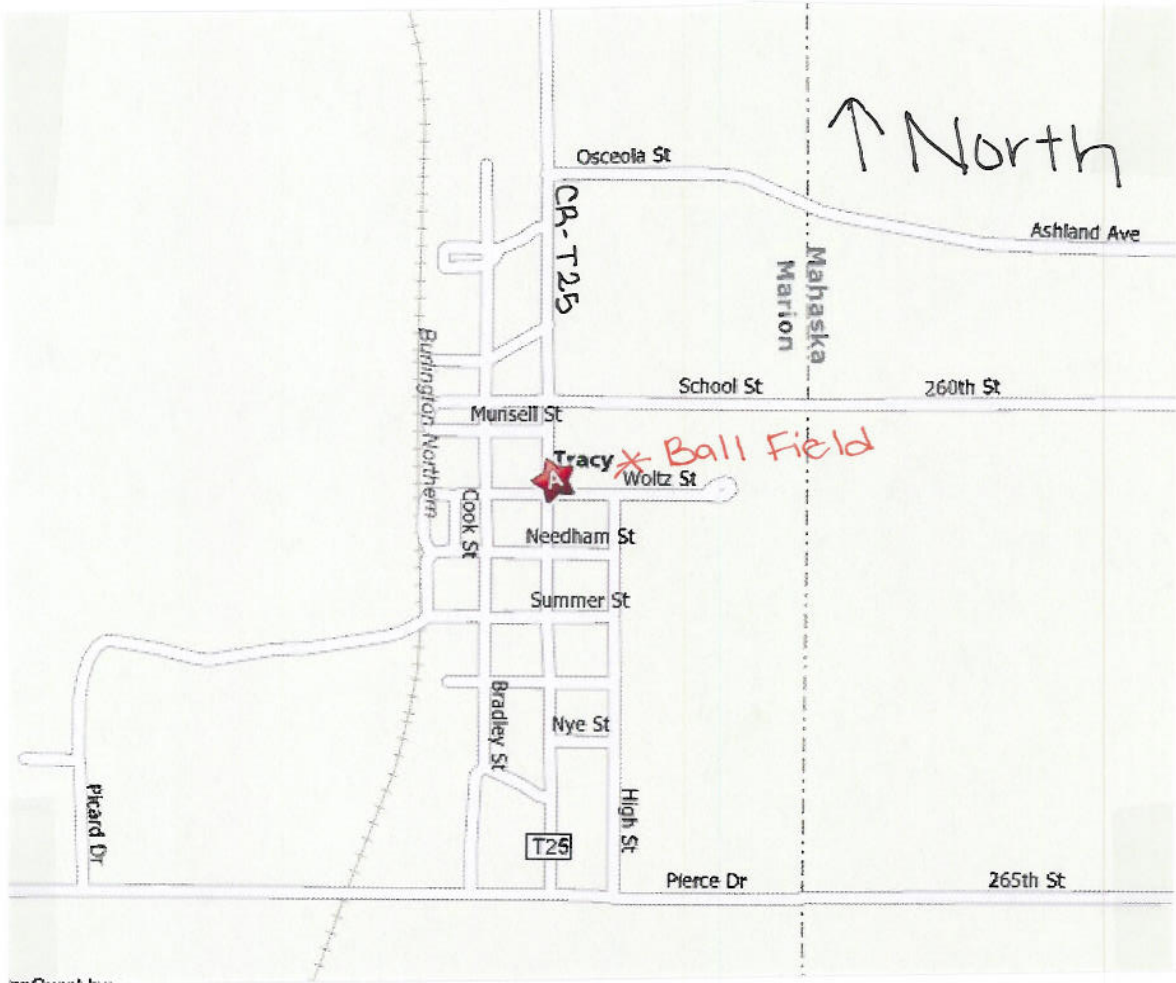 ↑ North
Osceola St
CR-T25
Ashland Ave
Mahaska
Marion
Burlington Northern
School St
260th St
Munsell St
Tracy
* Ball Field
A
Woltz St
Cook St
Needham St
Summer St
Bradley St
Nye St
Picard Dr
High St
T25
Pierce Dr
265th St